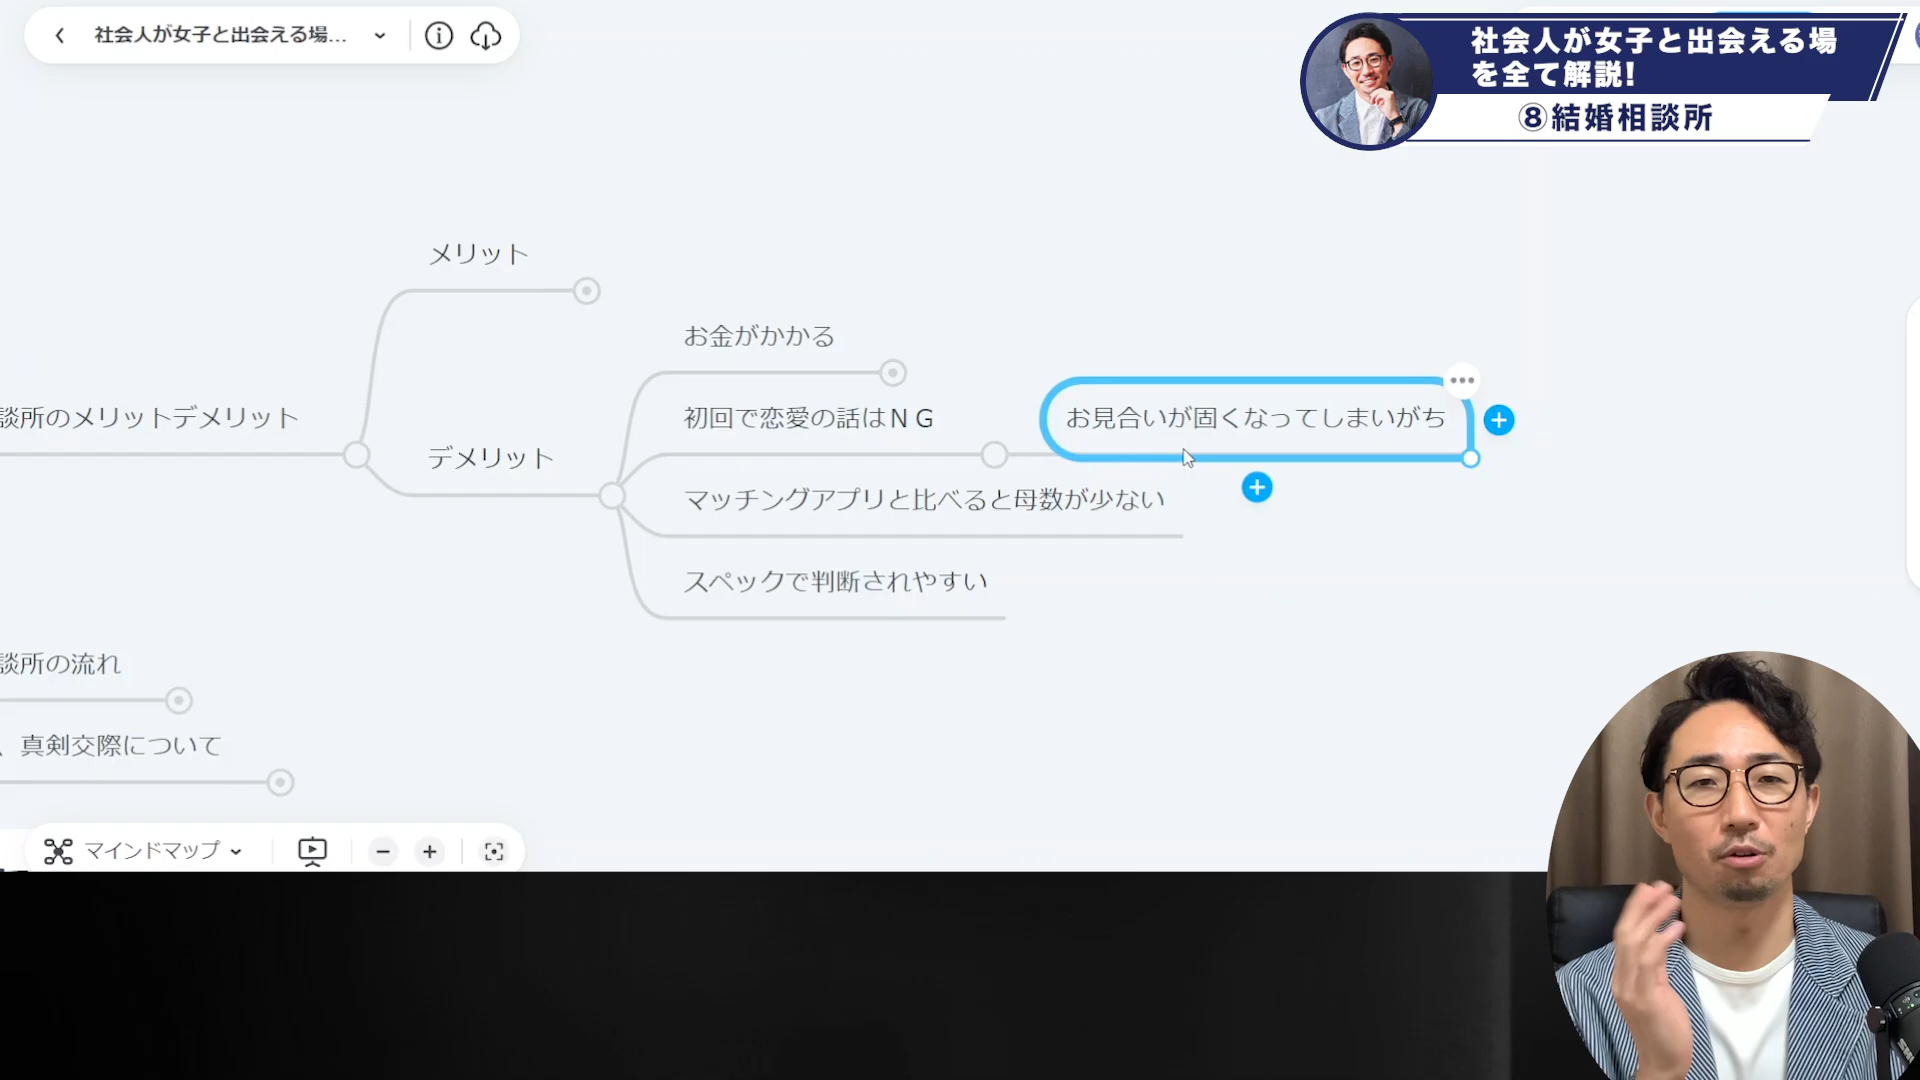 社会人が女子と出会える場...
社会人が女子と出会える場
を全て解説!
⑧結婚相談所
メリット
お金がかかる
談所のメリットデメリット
初回で恋愛の話はＮＧ
お見合いが固くなってしまいがち
デメリット
マッチングアプリと比べると母数が少ない
スペックで判断されやすい
談所の流れ
、真剣交際について
マインドマップ